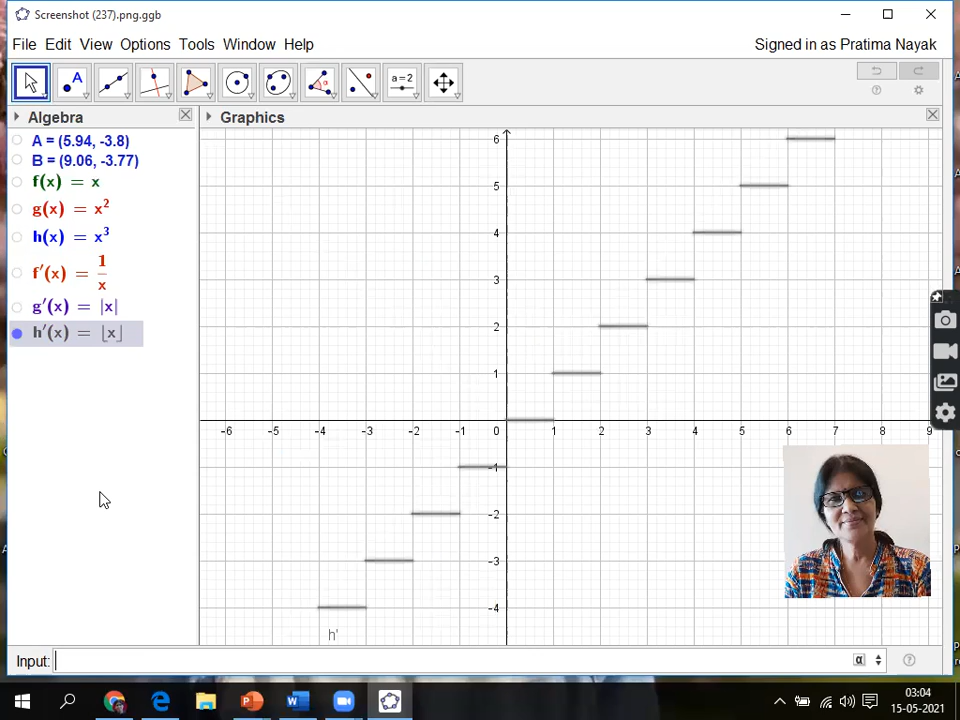 Screenshot (237).png.ggb
File Edit View Options Tools Window Help
Signed in as Pratima Nayak
A
α
a=2
Algebra
Graphics
A = (5.94, -3.8)
B = (9.06, -3.77)
f(x) = x
g(x) = x²
h(x) = x³
f′(x) = 1/x
g′(x) = |x|
h′(x) = ⌊x⌋
6
5
4
3
2
1
-6 -5 -4 -3 -2 -1 0 1 2 3 4 5 6 7 8 9
-1
-2
-3
-4
h'
Input:
α
03:04
15-05-2021